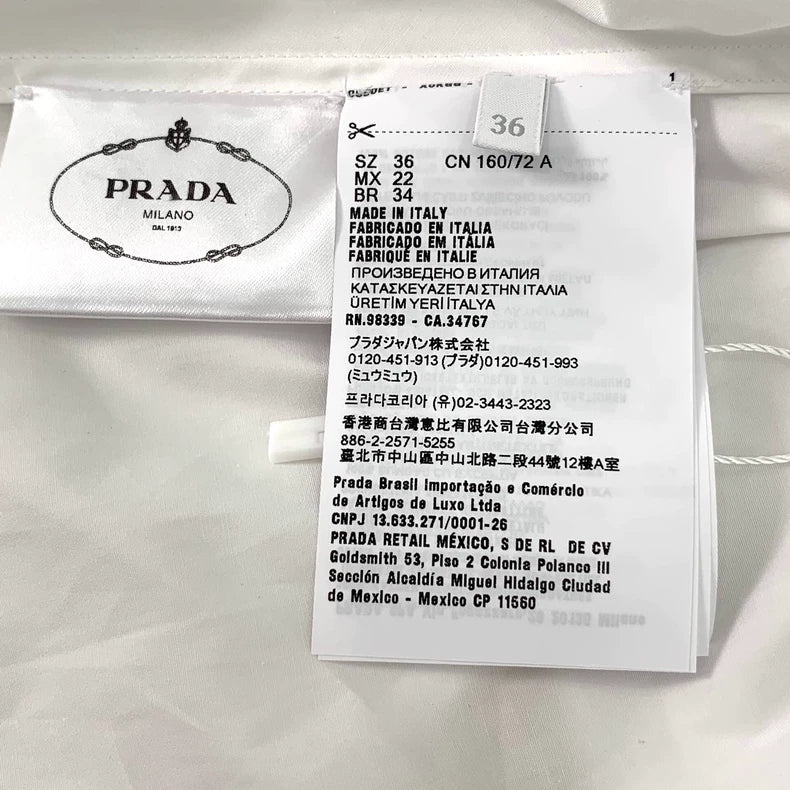 PRADA
MILANO
DAL 1913
1
36
SZ 36 CN 160/72 A
MX 22
BR 34
MADE IN ITALY
FABRICADO EN ITALIA
FABRICADO EM ITÁLIA
FABRIQUÉ EN ITALIE
ПРОИЗВЕДЕНО В ИТАЛИЯ
ΚΑΤΑΣΚΕΥΑΖΕΤΑΙ ΣΤΗΝ ΙΤΑΛΙΑ
ÜRETİM YERİ İTALYA
RN.98339 - CA.34767
プラダジャパン株式会社
0120-451-913 (プラダ)0120-451-993
(ミュウミュウ)
프라다코리아 (유)02-3443-2323
香港商台灣意比有限公司台灣分公司
886-2-2571-5255
臺北市中山區中山北路二段44號12樓A室
Prada Brasil Importação e Comércio
de Artigos de Luxo Ltda
CNPJ 13.633.271/0001-26
PRADA RETAIL MÉXICO, S DE RL DE CV
Goldsmith 53, Piso 2 Colonia Polanco III
Sección Alcaldía Miguel Hidalgo Ciudad
de Mexico - Mexico CP 11560